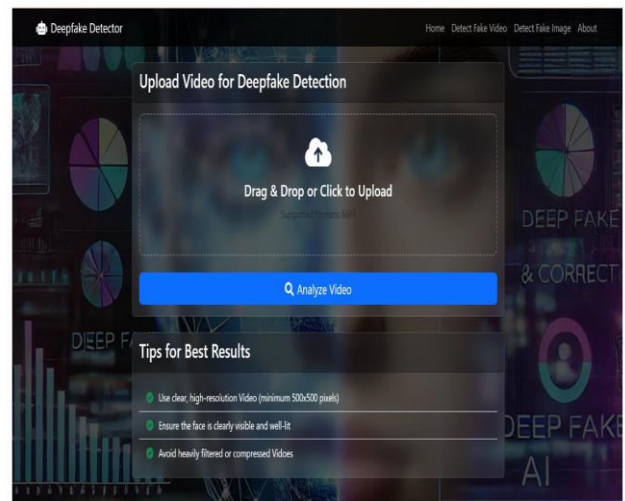 Deepfake Detector
Home Detect Fake Video Detect Fake Image About
Upload Video for Deepfake Detection
Drag & Drop or Click to Upload
Supported formats: MP4
DEEP FAKE
& CORRECT
Analyze Video
DEEP FA
Tips for Best Results
Use clear, high-resolution Video (minimum 500x500 pixels)
Ensure the face is clearly visible and well-lit
Avoid heavily filtered or compressed Vidoes
DEEP FAKE
AI